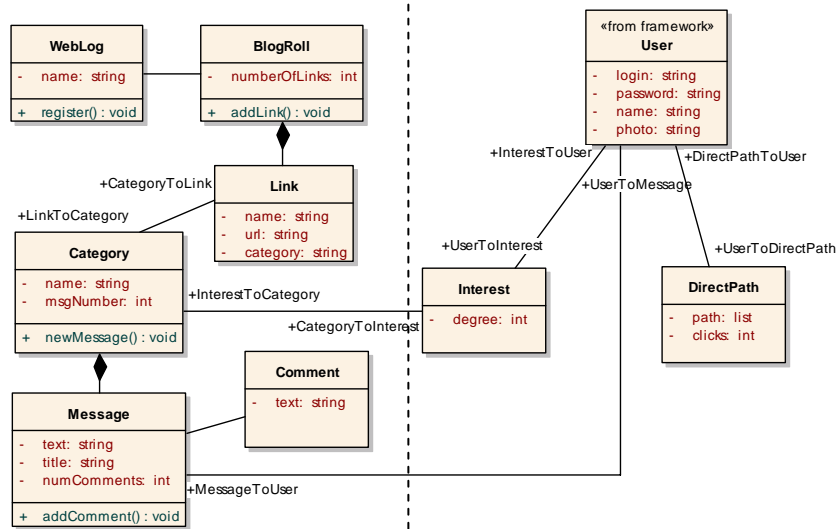 WebLog
- name: string
+ register() : void
BlogRoll
- numberOfLinks: int
+ addLink() : void
«from framework»
User
- login: string
- password: string
- name: string
- photo: string
+CategoryToLink
Link
- name: string
- url: string
- category: string
+LinkToCategory
+InterestToUser
+DirectPathToUser
+UserToMessage
+UserToInterest
+UserToDirectPath
Category
- name: string
- msgNumber: int
+ newMessage() : void
+InterestToCategory
+CategoryToInterest
Interest
- degree: int
DirectPath
- path: list
- clicks: int
Comment
- text: string
Message
- text: string
- title: string
- numComments: int
+ addComment() : void
+MessageToUser